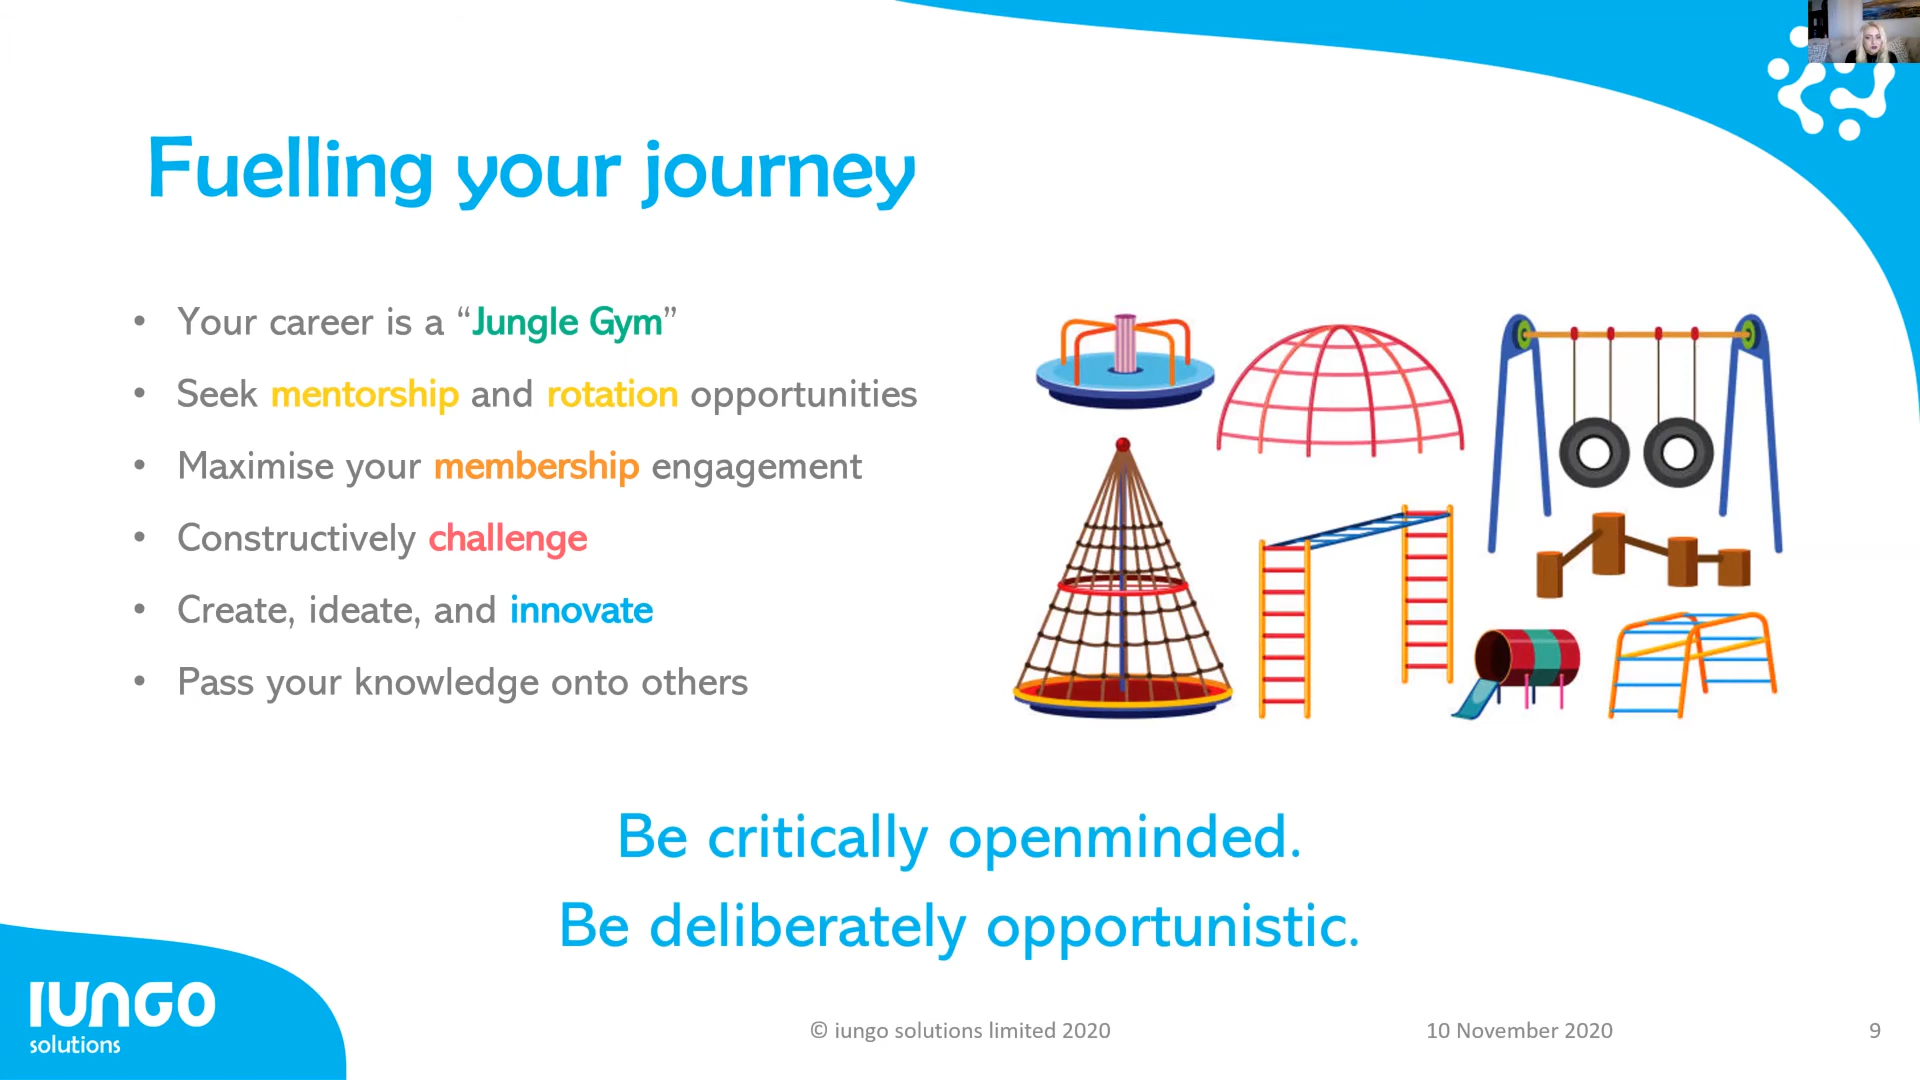 Fuelling your journey
• Your career is a “Jungle Gym”
• Seek mentorship and rotation opportunities
• Maximise your membership engagement
• Constructively challenge
• Create, ideate, and innovate
• Pass your knowledge onto others
Be critically openminded.
Be deliberately opportunistic.
IUNGO
solutions
© iungo solutions limited 2020
10 November 2020
9